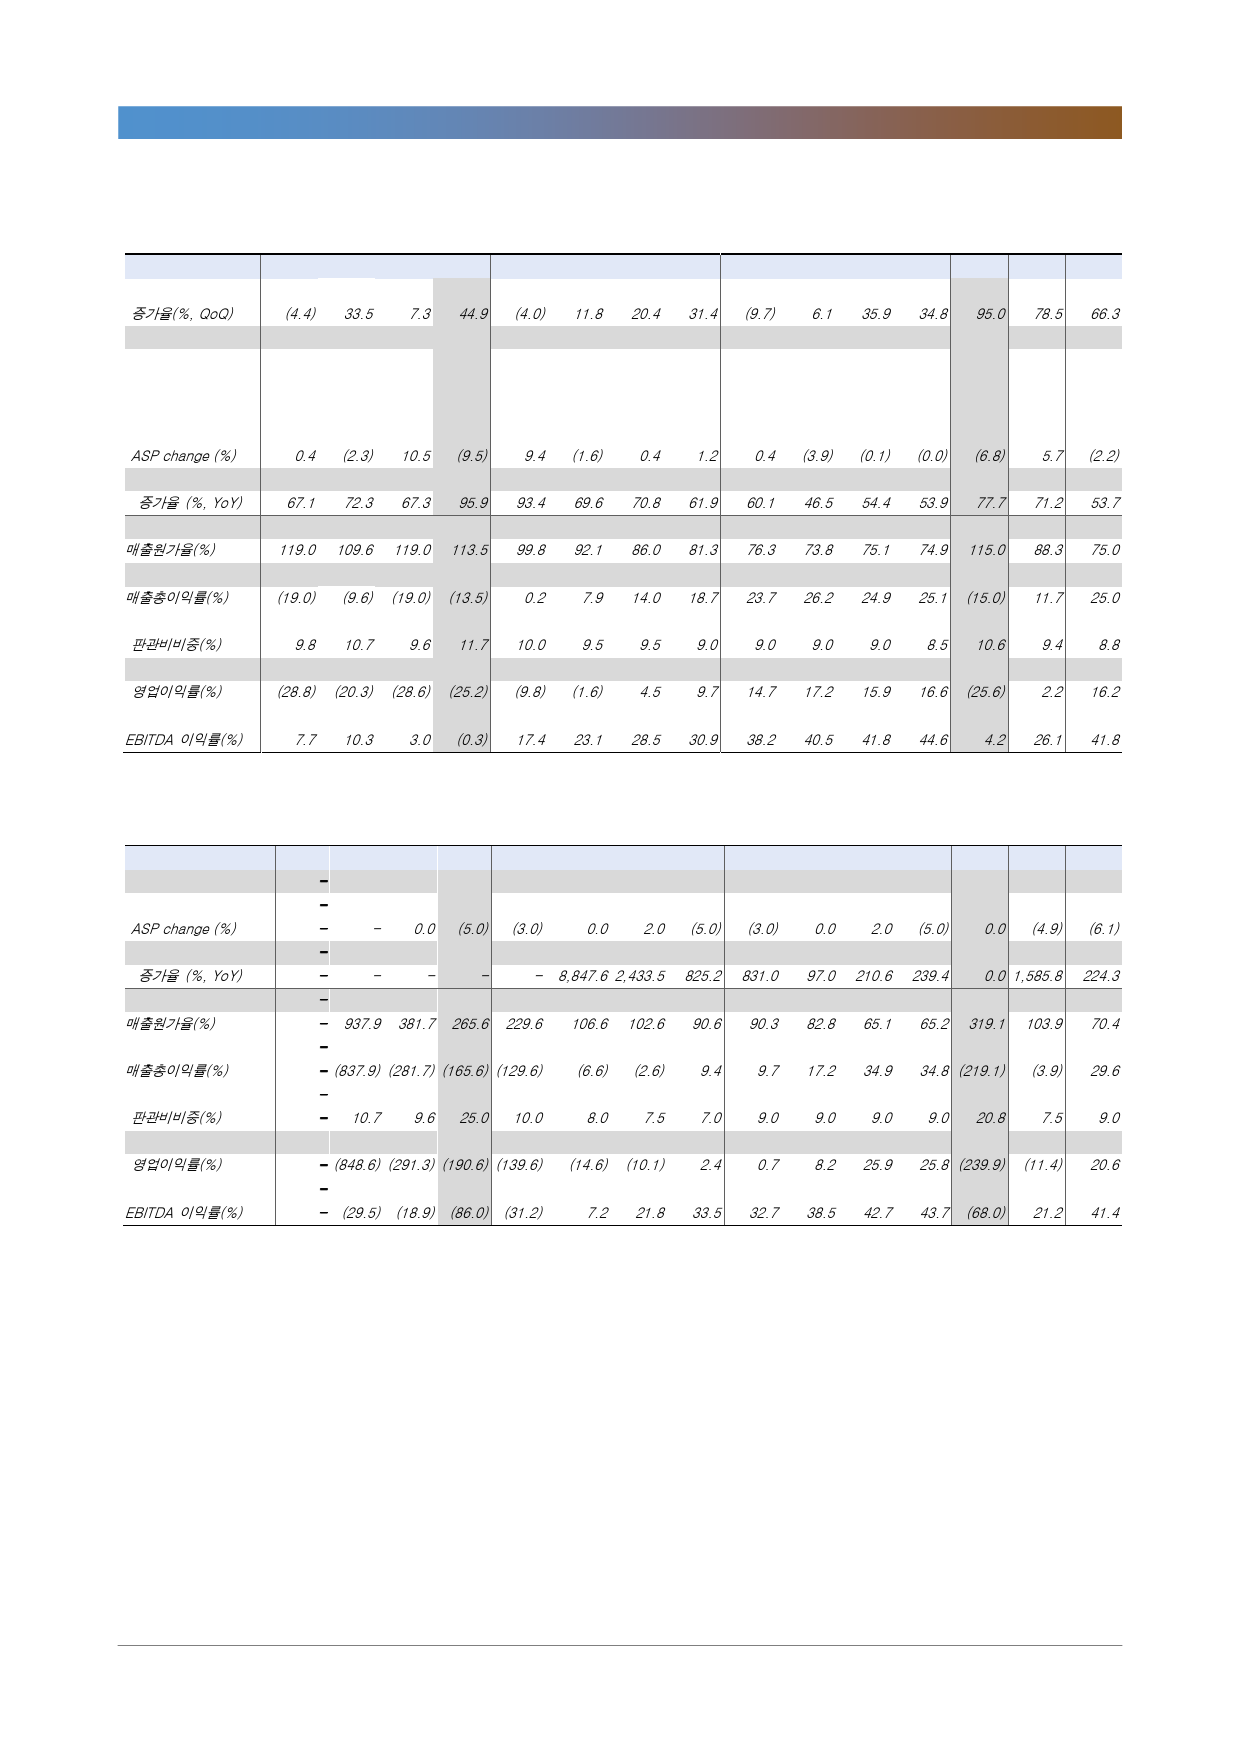 증가율(%, QoQ) (4.4) 33.5 7.3 44.9 (4.0) 11.8 20.4 31.4 (9.7) 6.1 35.9 34.8 95.0 78.5 66.3
ASP change (%) 0.4 (2.3) 10.5 (9.5) 9.4 (1.6) 0.4 1.2 0.4 (3.9) (0.1) (0.0) (6.8) 5.7 (2.2)
증가율 (%, YoY) 67.1 72.3 67.3 95.9 93.4 69.6 70.8 61.9 60.1 46.5 54.4 53.9 77.7 71.2 53.7
매출원가율(%) 119.0 109.6 119.0 113.5 99.8 92.1 86.0 81.3 76.3 73.8 75.1 74.9 115.0 88.3 75.0
매출총이익률(%) (19.0) (9.6) (19.0) (13.5) 0.2 7.9 14.0 18.7 23.7 26.2 24.9 25.1 (15.0) 11.7 25.0
판관비비중(%) 9.8 10.7 9.6 11.7 10.0 9.5 9.5 9.0 9.0 9.0 9.0 8.5 10.6 9.4 8.8
영업이익률(%) (28.8) (20.3) (28.6) (25.2) (9.8) (1.6) 4.5 9.7 14.7 17.2 15.9 16.6 (25.6) 2.2 16.2
EBITDA 이익률(%) 7.7 10.3 3.0 (0.3) 17.4 23.1 28.5 30.9 38.2 40.5 41.8 44.6 4.2 26.1 41.8
-
-
ASP change (%) - - 0.0 (5.0) (3.0) 0.0 2.0 (5.0) (3.0) 0.0 2.0 (5.0) 0.0 (4.9) (6.1)
-
증가율 (%, YoY) - - - - - 8,847.6 2,433.5 825.2 831.0 97.0 210.6 239.4 0.0 1,585.8 224.3
-
매출원가율(%) - 937.9 381.7 265.6 229.6 106.6 102.6 90.6 90.3 82.8 65.1 65.2 319.1 103.9 70.4
-
매출총이익률(%) - (837.9) (281.7) (165.6) (129.6) (6.6) (2.6) 9.4 9.7 17.2 34.9 34.8 (219.1) (3.9) 29.6
-
판관비비중(%) - 10.7 9.6 25.0 10.0 8.0 7.5 7.0 9.0 9.0 9.0 9.0 20.8 7.5 9.0
영업이익률(%) - (848.6) (291.3) (190.6) (139.6) (14.6) (10.1) 2.4 0.7 8.2 25.9 25.8 (239.9) (11.4) 20.6
-
EBITDA 이익률(%) - (29.5) (18.9) (86.0) (31.2) 7.2 21.8 33.5 32.7 38.5 42.7 43.7 (68.0) 21.2 41.4